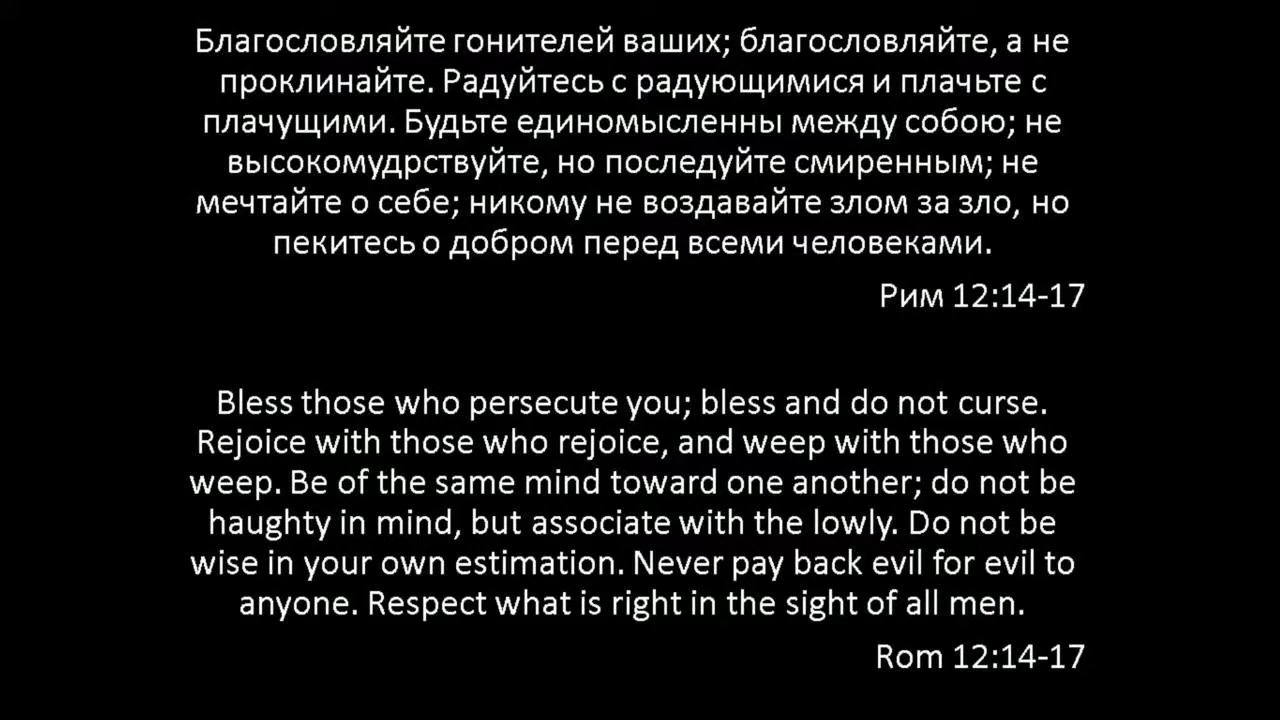 Благословляйте гонителей ваших; благословляйте, а не
проклинайте. Радуйтесь с радующимися и плачьте с
плачущими. Будьте единомысленны между собою; не
высокомудрствуйте, но последуйте смиренным; не
мечтайте о себе; никому не воздавайте злом за зло, но
пекитесь о добром перед всеми человеками.
Рим 12:14-17
Bless those who persecute you; bless and do not curse.
Rejoice with those who rejoice, and weep with those who
weep. Be of the same mind toward one another; do not be
haughty in mind, but associate with the lowly. Do not be
wise in your own estimation. Never pay back evil for evil to
anyone. Respect what is right in the sight of all men.
Rom 12:14-17